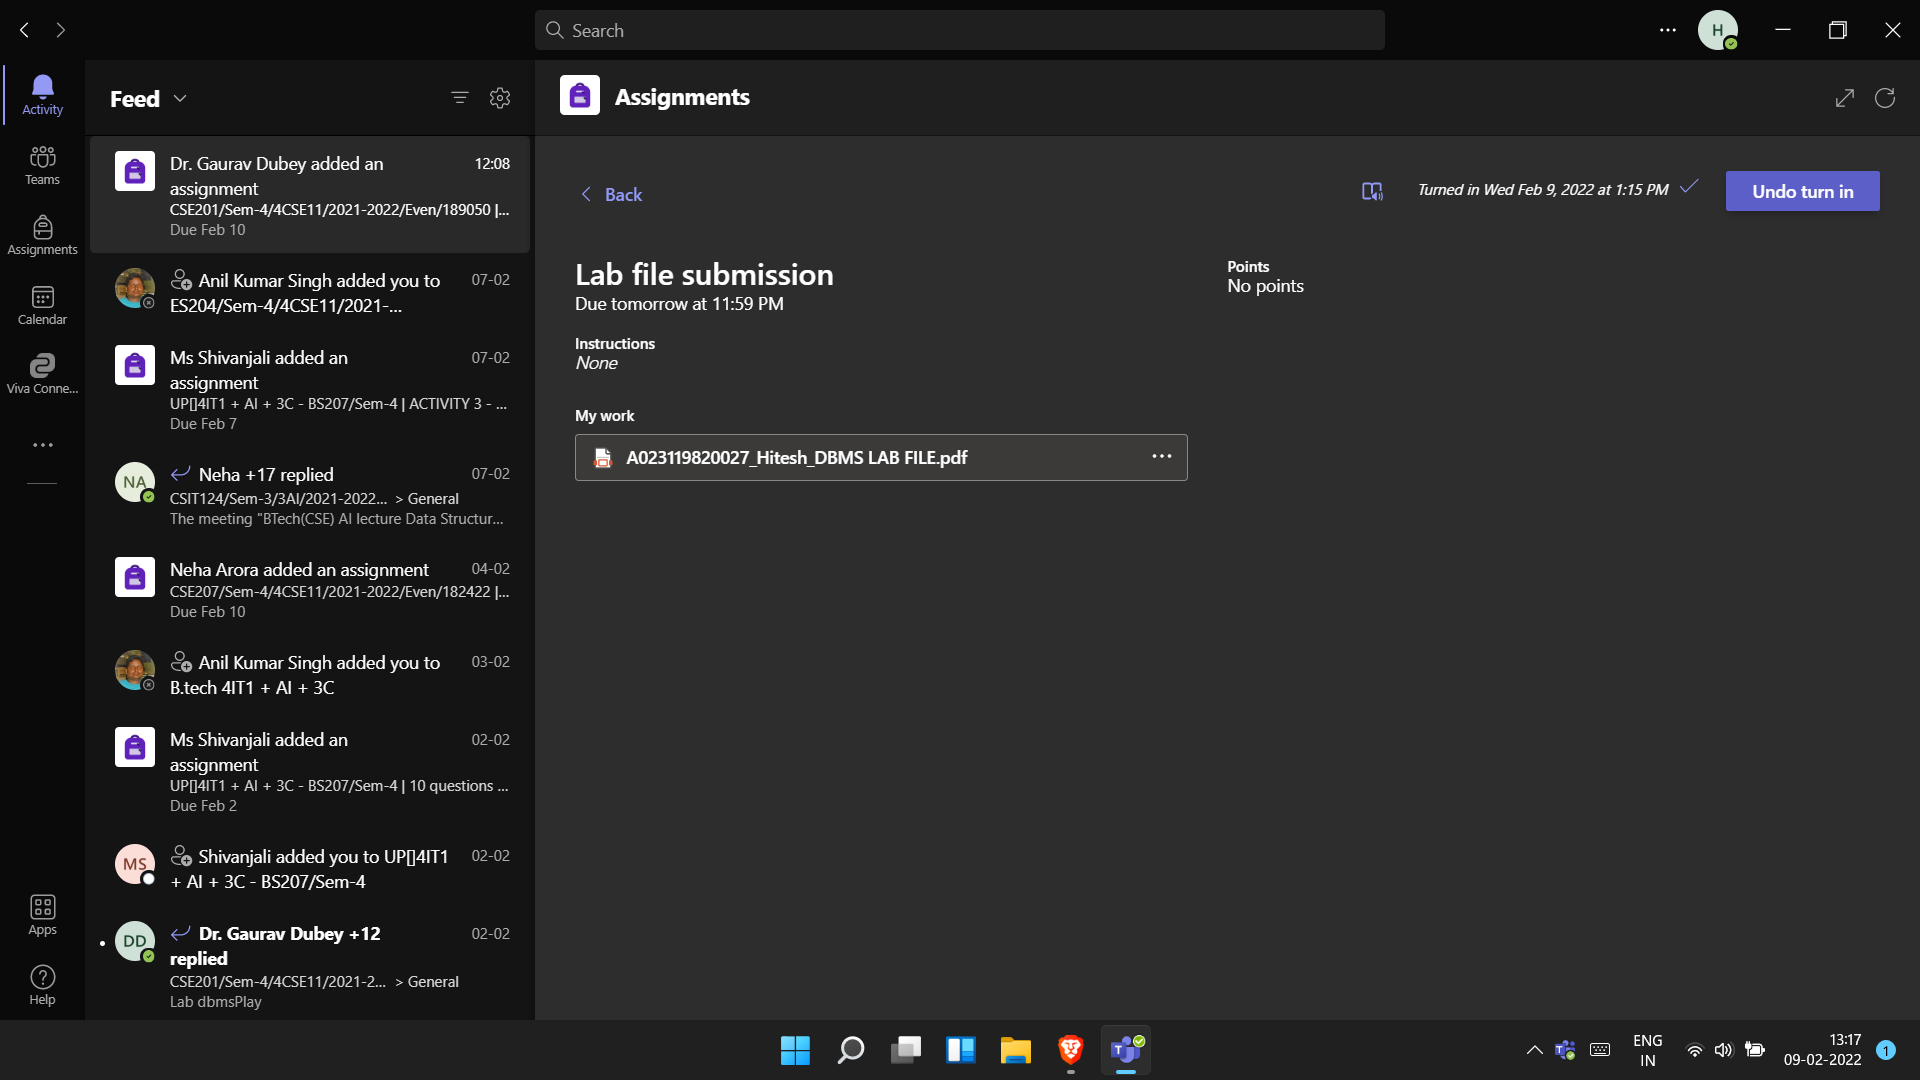 Search
H
Activity
Teams
Assignments
Calendar
Viva Conne...
Apps
Help
Feed
Dr. Gaurav Dubey added an 12:08
assignment
CSE201/Sem-4/4CSE11/2021-2022/Even/189050 |...
Due Feb 10
Anil Kumar Singh added you to 07-02
ES204/Sem-4/4CSE11/2021-...
Ms Shivanjali added an 07-02
assignment
UP[]4IT1 + AI + 3C - BS207/Sem-4 | ACTIVITY 3 - ...
Due Feb 7
NA
Neha +17 replied 07-02
CSIT124/Sem-3/3AI/2021-2022... > General
The meeting "BTech(CSE) AI lecture Data Structur...
Neha Arora added an assignment 04-02
CSE207/Sem-4/4CSE11/2021-2022/Even/182422 |...
Due Feb 10
Anil Kumar Singh added you to 03-02
B.tech 4IT1 + AI + 3C
Ms Shivanjali added an 02-02
assignment
UP[]4IT1 + AI + 3C - BS207/Sem-4 | 10 questions ...
Due Feb 2
MS
Shivanjali added you to UP[]4IT1 02-02
+ AI + 3C - BS207/Sem-4
DD
Dr. Gaurav Dubey +12 02-02
replied
CSE201/Sem-4/4CSE11/2021-2... > General
Lab dbmsPlay
Assignments
Back
Turned in Wed Feb 9, 2022 at 1:15 PM
Undo turn in
Lab file submission
Due tomorrow at 11:59 PM
Points
No points
Instructions
None
My work
A023119820027_Hitesh_DBMS LAB FILE.pdf
T
T
ENG
IN
13:17
09-02-2022
1